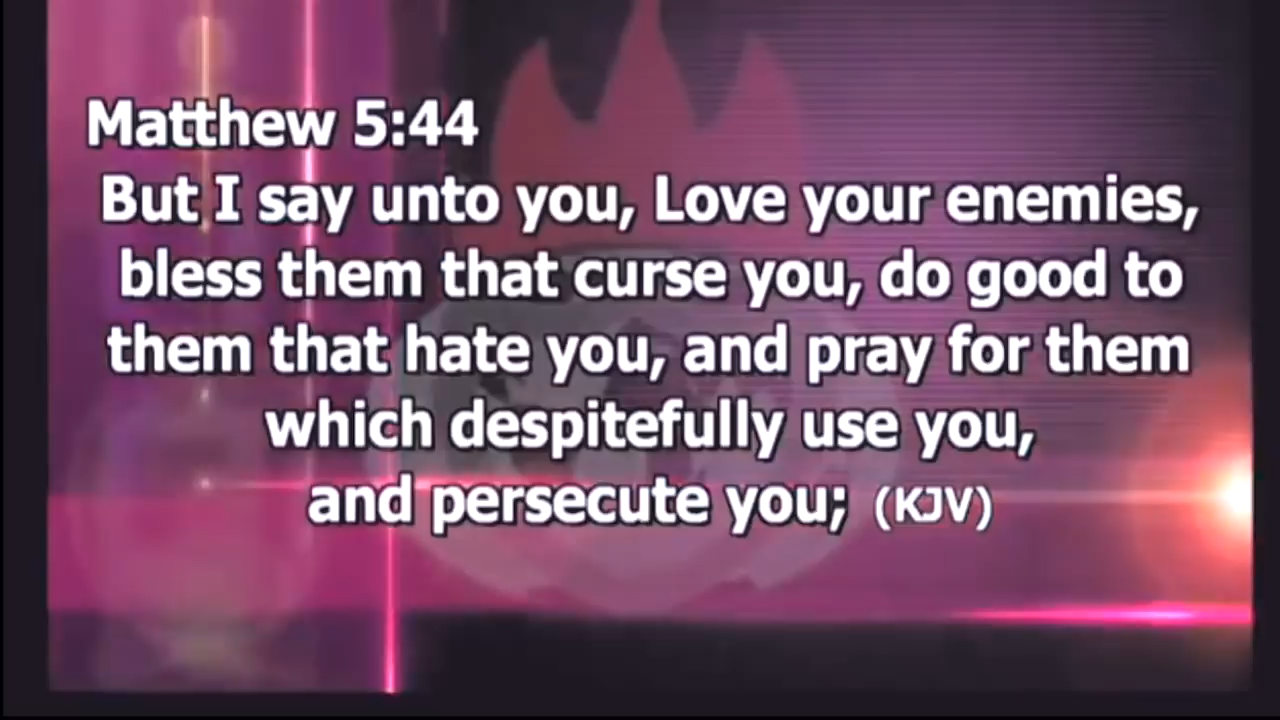 Matthew 5:44
But I say unto you, Love your enemies,
bless them that curse you, do good to
them that hate you, and pray for them
which despitefully use you,
and persecute you; (KJV)